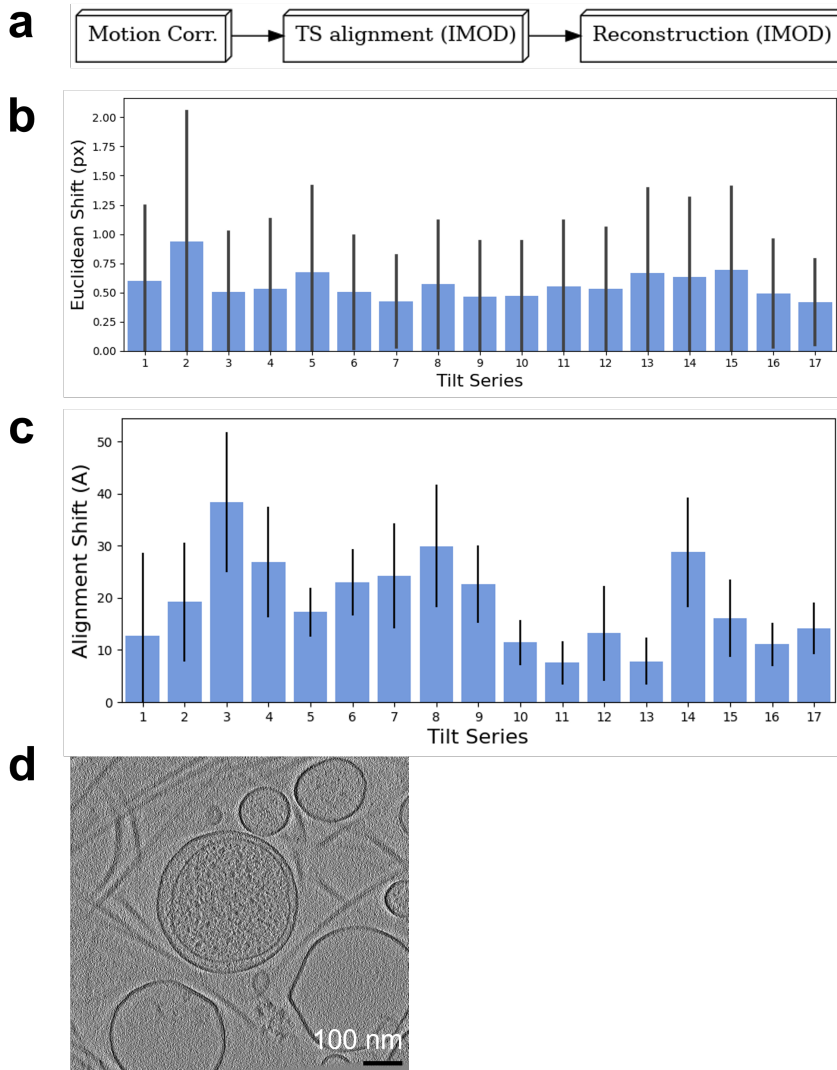 a
Motion Corr. TS alignment (IMOD) Reconstruction (IMOD)
b
Euclidean Shift (px)
2.00
1.75
1.50
1.25
1.00
0.75
0.50
0.25
0.00
1 2 3 4 5 6 7 8 9 10 11 12 13 14 15 16 17
Tilt Series
c
Alignment Shift (A)
50
40
30
20
10
0
1 2 3 4 5 6 7 8 9 10 11 12 13 14 15 16 17
Tilt Series
d
100 nm